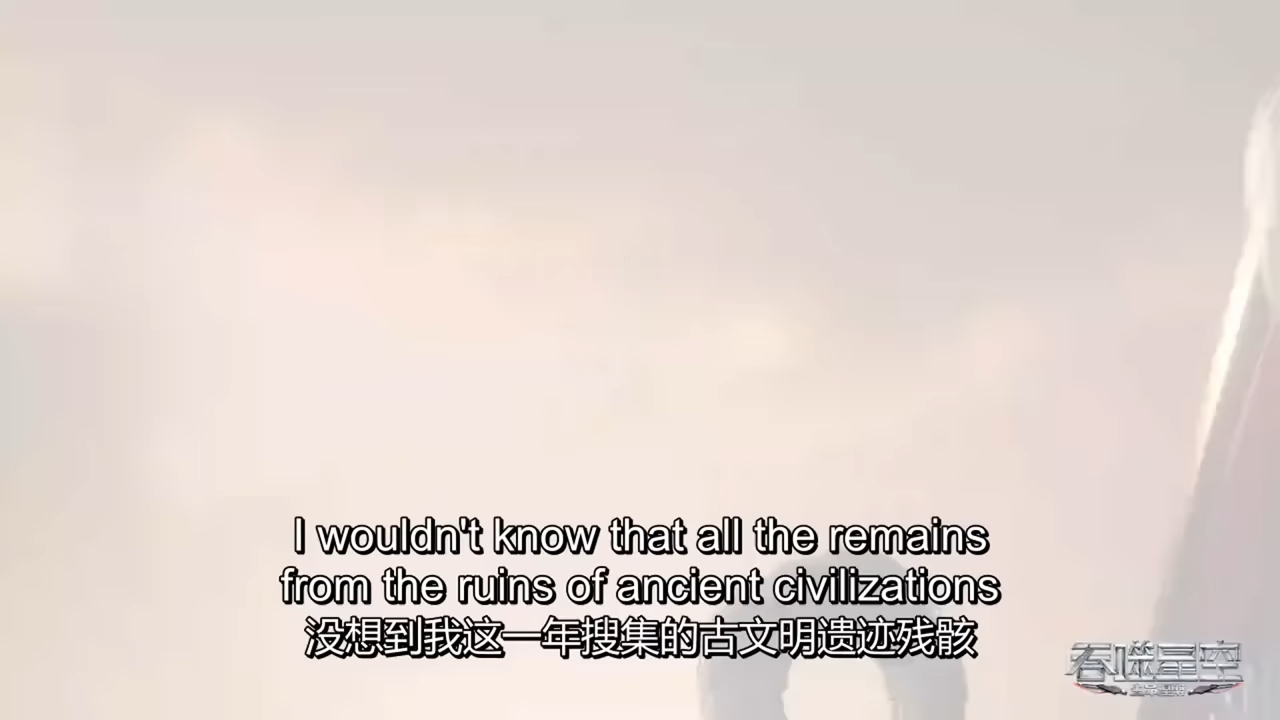 I wouldn't know that all the remains
from the ruins of ancient civilizations
没想到我这一年搜集的古文明遗迹残骸
吞噬星空